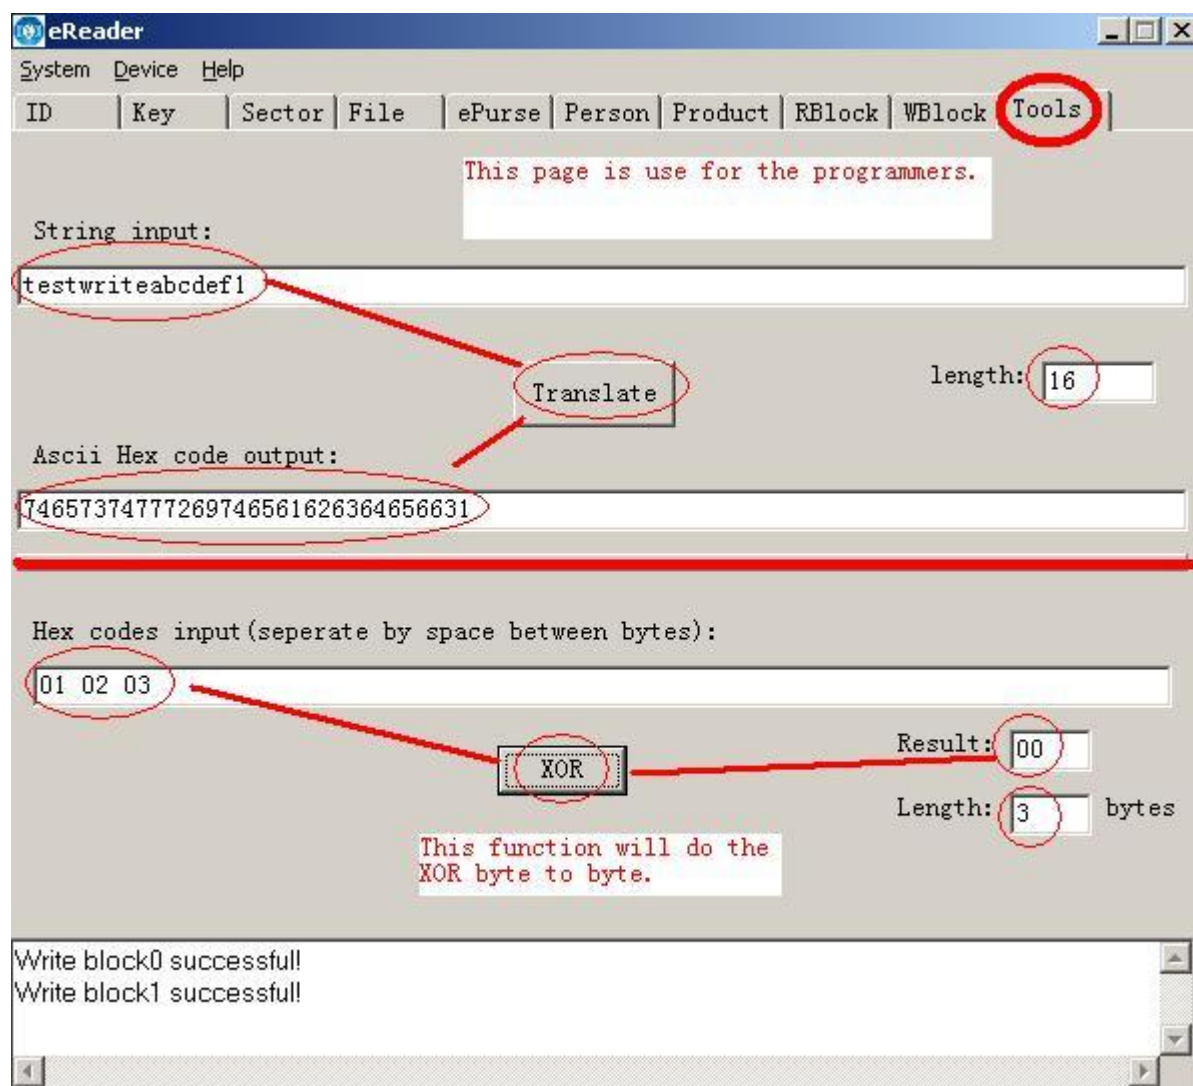 eReader
System Device Help
ID Key Sector File ePurse Person Product RBlock WBlock Tools
This page is use for the programmers.
String input:
testwriteabcdef1
Translate
length: 16
Ascii Hex code output:
74657374777269746561626364656631
Hex codes input(seperate by space between bytes):
01 02 03
XOR
Result: 00
Length: 3 bytes
This function will do the
XOR byte to byte.
Write block0 successful!
Write block1 successful!